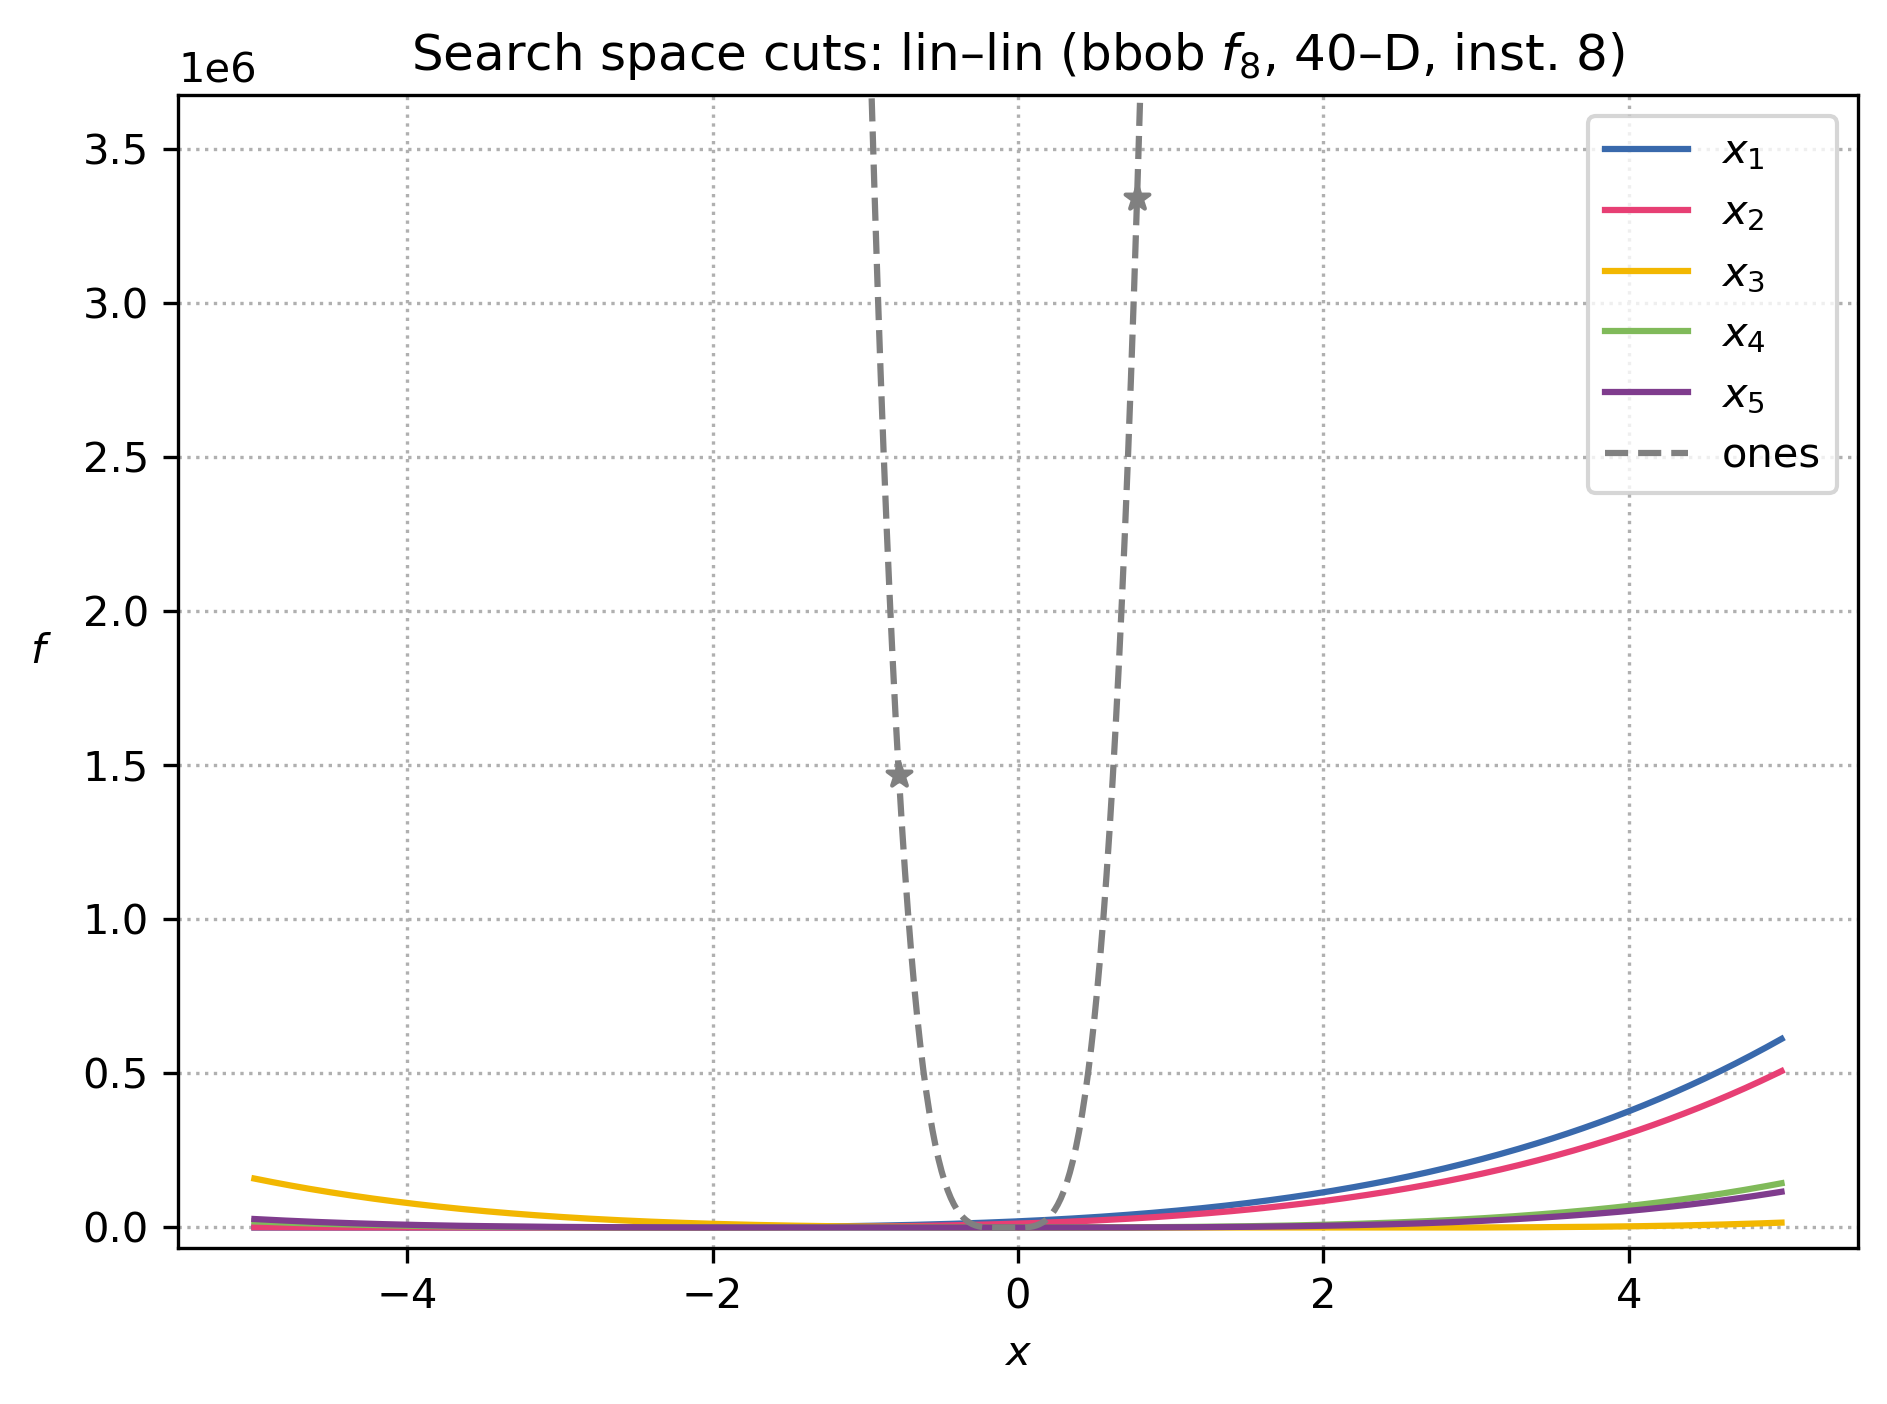 Search space cuts: lin–lin (bbob f₈, 40–D, inst. 8)
1e6
3.5
3.0
2.5
2.0
1.5
1.0
0.5
0.0
f
−4 −2 0 2 4
x
x₁
x₂
x₃
x₄
x₅
ones